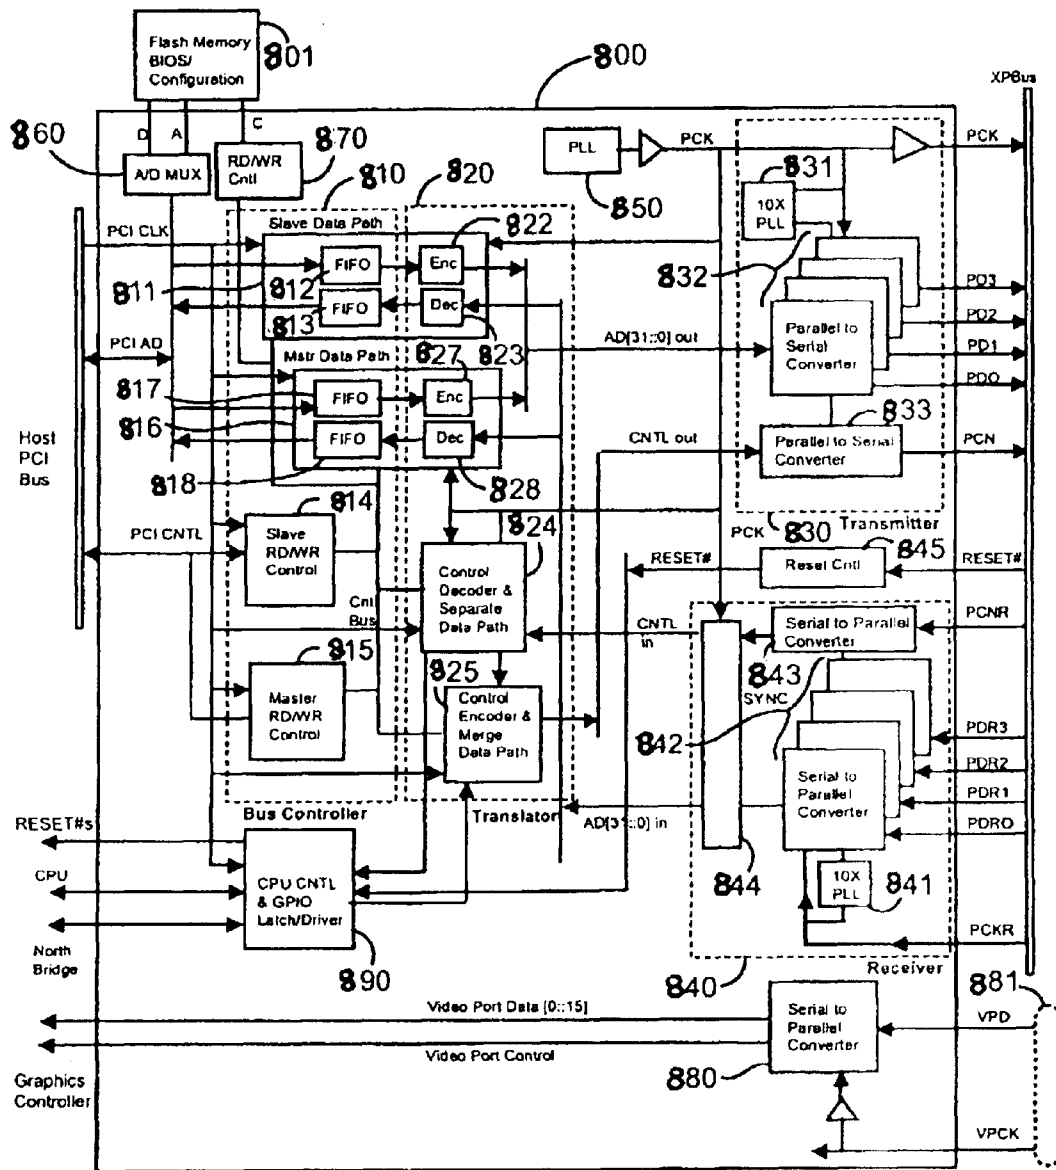 Flash Memory
BIOS/
Configuration
801
800
XPBus
D
A
C
860
A/D MUX
870
RD/WR
Cntl
PLL
850
PCK
PCK
831
10X
PLL
810
820
Slave Data Path
822
PCI CLK
FIFO
Enc
811
812
FIFO
Dec
813
823
832
PD3
PD2
PD1
PD0
Parallel to
Serial
Converter
AD[31::0] out
PCI AD
Mstr Data Path
827
817
FIFO
Enc
816
FIFO
Dec
818
828
833
CNTL out
Parallel to Serial
Converter
PCN
Host
PCI
Bus
814
824
PCK
830
Transmitter
845
PCI CNTL
Slave
RD/WR
Control
RESET#
Reset Cntl
RESET#
Control
Decoder &
Separate
Data Path
Cntl
Bus
CNTL
in
Serial to Parallel
Converter
PCNR
843
815
825
Master
RD/WR
Control
Control
Encoder &
Merge
Data Path
SYNC
842
PDR3
PDR2
PDR1
PDR0
Serial to
Parallel
Converter
Bus Controller
Translator
AD[31::0] in
844
10X
PLL
841
RESET#s
CPU
CPU CNTL
& GPIO
Latch/Driver
North
Bridge
890
PCKR
Receiver
840
881
Video Port Data [0::15]
Serial to
Parallel
Converter
VPD
Video Port Control
880
Graphics
Controller
VPCK